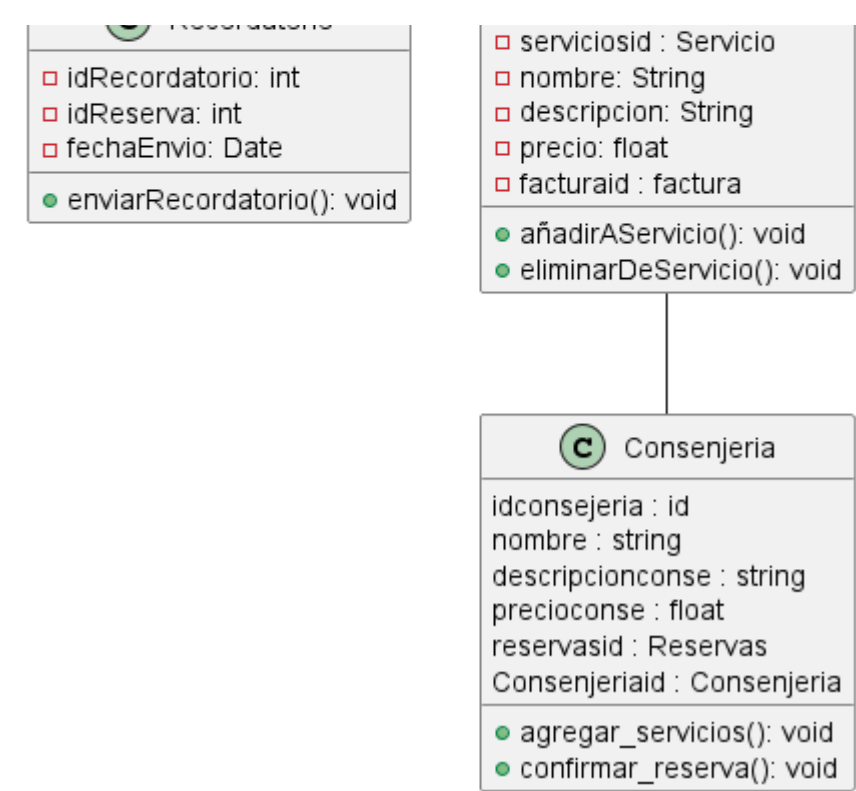 Recordatorio
idRecordatorio: int
idReserva: int
fechaEnvio: Date
enviarRecordatorio(): void
serviciosid : Servicio
nombre: String
descripcion: String
precio: float
facturaid : factura
añadirAServicio(): void
eliminarDeServicio(): void
C Consenjeria
idconsejeria : id
nombre : string
descripcionconse : string
precioconse : float
reservasid : Reservas
Consenjeriaid : Consenjeria
agregar_servicios(): void
confirmar_reserva(): void